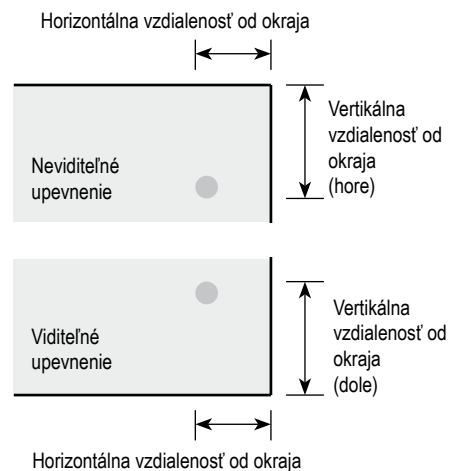 Horizontálna vzdialenosť od okraja
Vertikálna
vzdialenosť od
okraja
(hore)
Neviditeľné
upevnenie
Viditeľné
upevnenie
Vertikálna
vzdialenosť od
okraja
(dole)
Horizontálna vzdialenosť od okraja